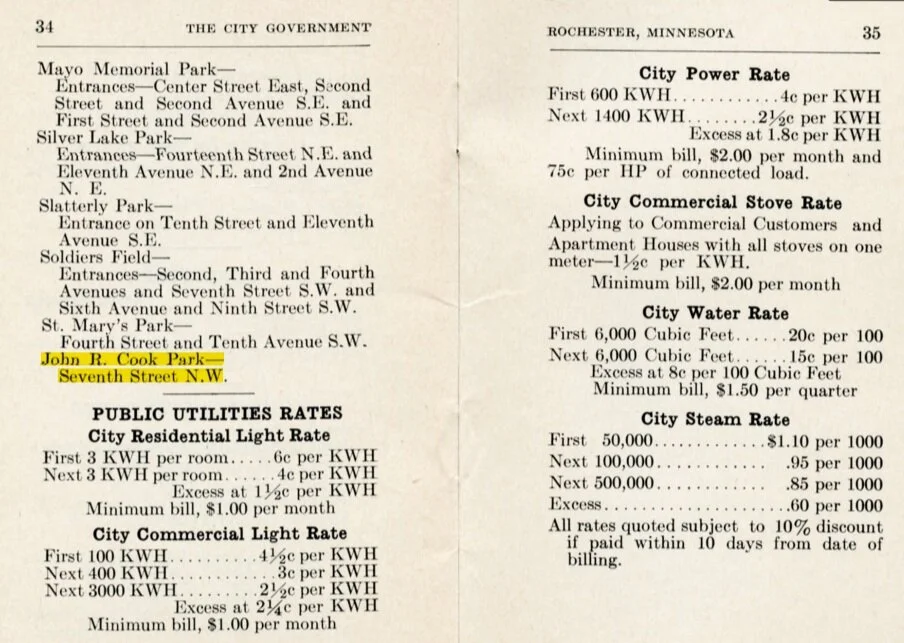 34 THE CITY GOVERNMENT
Mayo Memorial Park—
Entrances—Center Street East, Second
Street and Second Avenue S.E. and
First Street and Second Avenue S.E.
Silver Lake Park—
Entrances—Fourteenth Street N.E. and
Eleventh Avenue N.E. and 2nd Avenue
N. E.
Slatterly Park—
Entrance on Tenth Street and Eleventh
Avenue S.E.
Soldiers Field—
Entrances—Second, Third and Fourth
Avenues and Seventh Street S.W. and
Sixth Avenue and Ninth Street S.W.
St. Mary's Park—
Fourth Street and Tenth Avenue S.W.
John R. Cook Park—
Seventh Street N.W.
PUBLIC UTILITIES RATES
City Residential Light Rate
First 3 KWH per room.....6c per KWH
Next 3 KWH per room......4c per KWH
Excess at 1½c per KWH
Minimum bill, $1.00 per month
City Commercial Light Rate
First 100 KWH..........4½c per KWH
Next 400 KWH............3c per KWH
Next 3000 KWH.........2½c per KWH
Excess at 2¼c per KWH
Minimum bill, $1.00 per month
ROCHESTER, MINNESOTA 35
City Power Rate
First 600 KWH............4c per KWH
Next 1400 KWH........2½c per KWH
Excess at 1.8c per KWH
Minimum bill, $2.00 per month and
75c per HP of connected load.
City Commercial Stove Rate
Applying to Commercial Customers and
Apartment Houses with all stoves on one
meter—1½c per KWH.
Minimum bill, $2.00 per month
City Water Rate
First 6,000 Cubic Feet......20c per 100
Next 6,000 Cubic Feet......15c per 100
Excess at 8c per 100 Cubic Feet
Minimum bill, $1.50 per quarter
City Steam Rate
First 50,000............$1.10 per 1000
Next 100,000............ .95 per 1000
Next 500,000............ .85 per 1000
Excess....................60 per 1000
All rates quoted subject to 10% discount
if paid within 10 days from date of
billing.